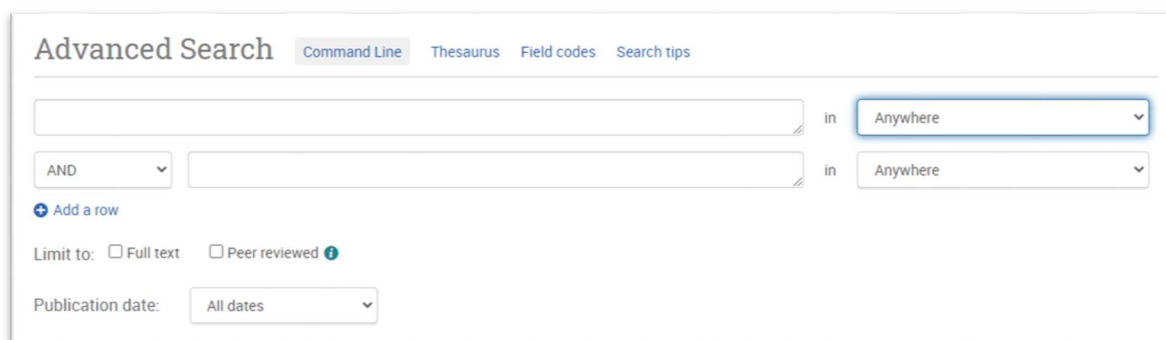 Advanced Search Command Line Thesaurus Field codes Search tips
in Anywhere
AND in Anywhere
Add a row
Limit to: Full text Peer reviewed i
Publication date: All dates